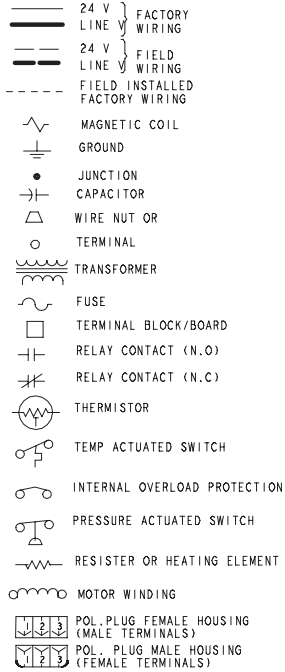 24 V
FACTORY
LINE V
WIRING
24 V
FIELD
LINE V
WIRING
FIELD INSTALLED
FACTORY WIRING
MAGNETIC COIL
GROUND
JUNCTION
CAPACITOR
WIRE NUT OR
TERMINAL
TRANSFORMER
FUSE
TERMINAL BLOCK/BOARD
RELAY CONTACT (N.O)
RELAY CONTACT (N.C)
THERMISTOR
TEMP ACTUATED SWITCH
INTERNAL OVERLOAD PROTECTION
PRESSURE ACTUATED SWITCH
RESISTER OR HEATING ELEMENT
MOTOR WINDING
1 2 3 POL.PLUG FEMALE HOUSING
(MALE TERMINALS)
1 2 3 POL. PLUG MALE HOUSING
(FEMALE TERMINALS)